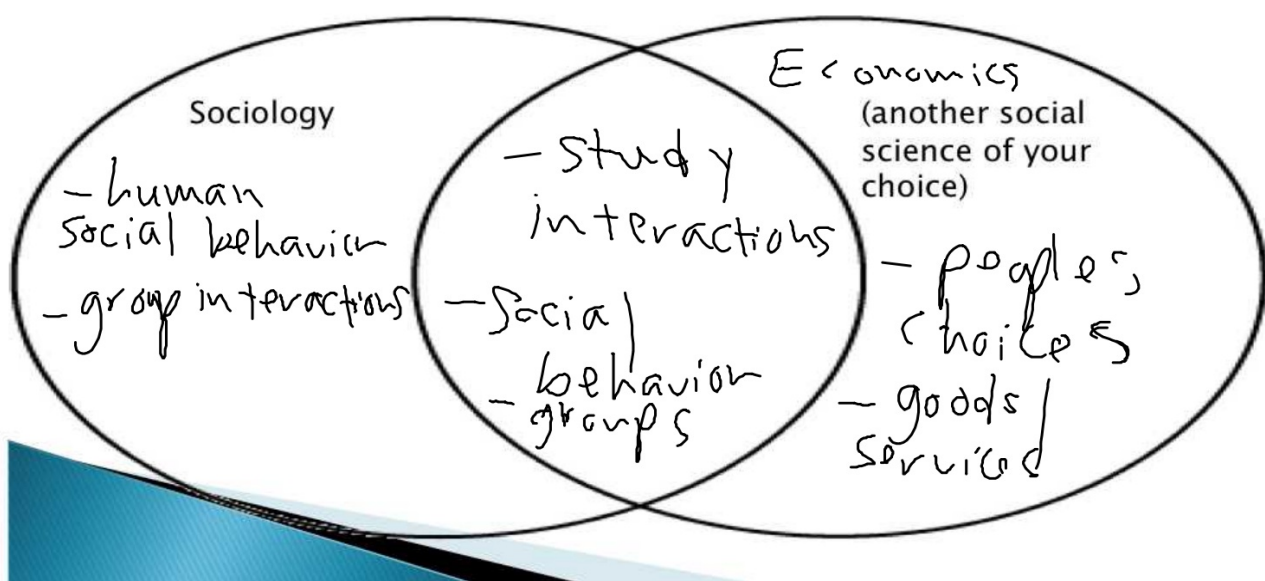 Sociology
- human
social behavior
- group interactions
- study
interactions
- Social
behavior
- groups
Economics
(another social
science of your
choice)
- peoples
choices
- goods/
services